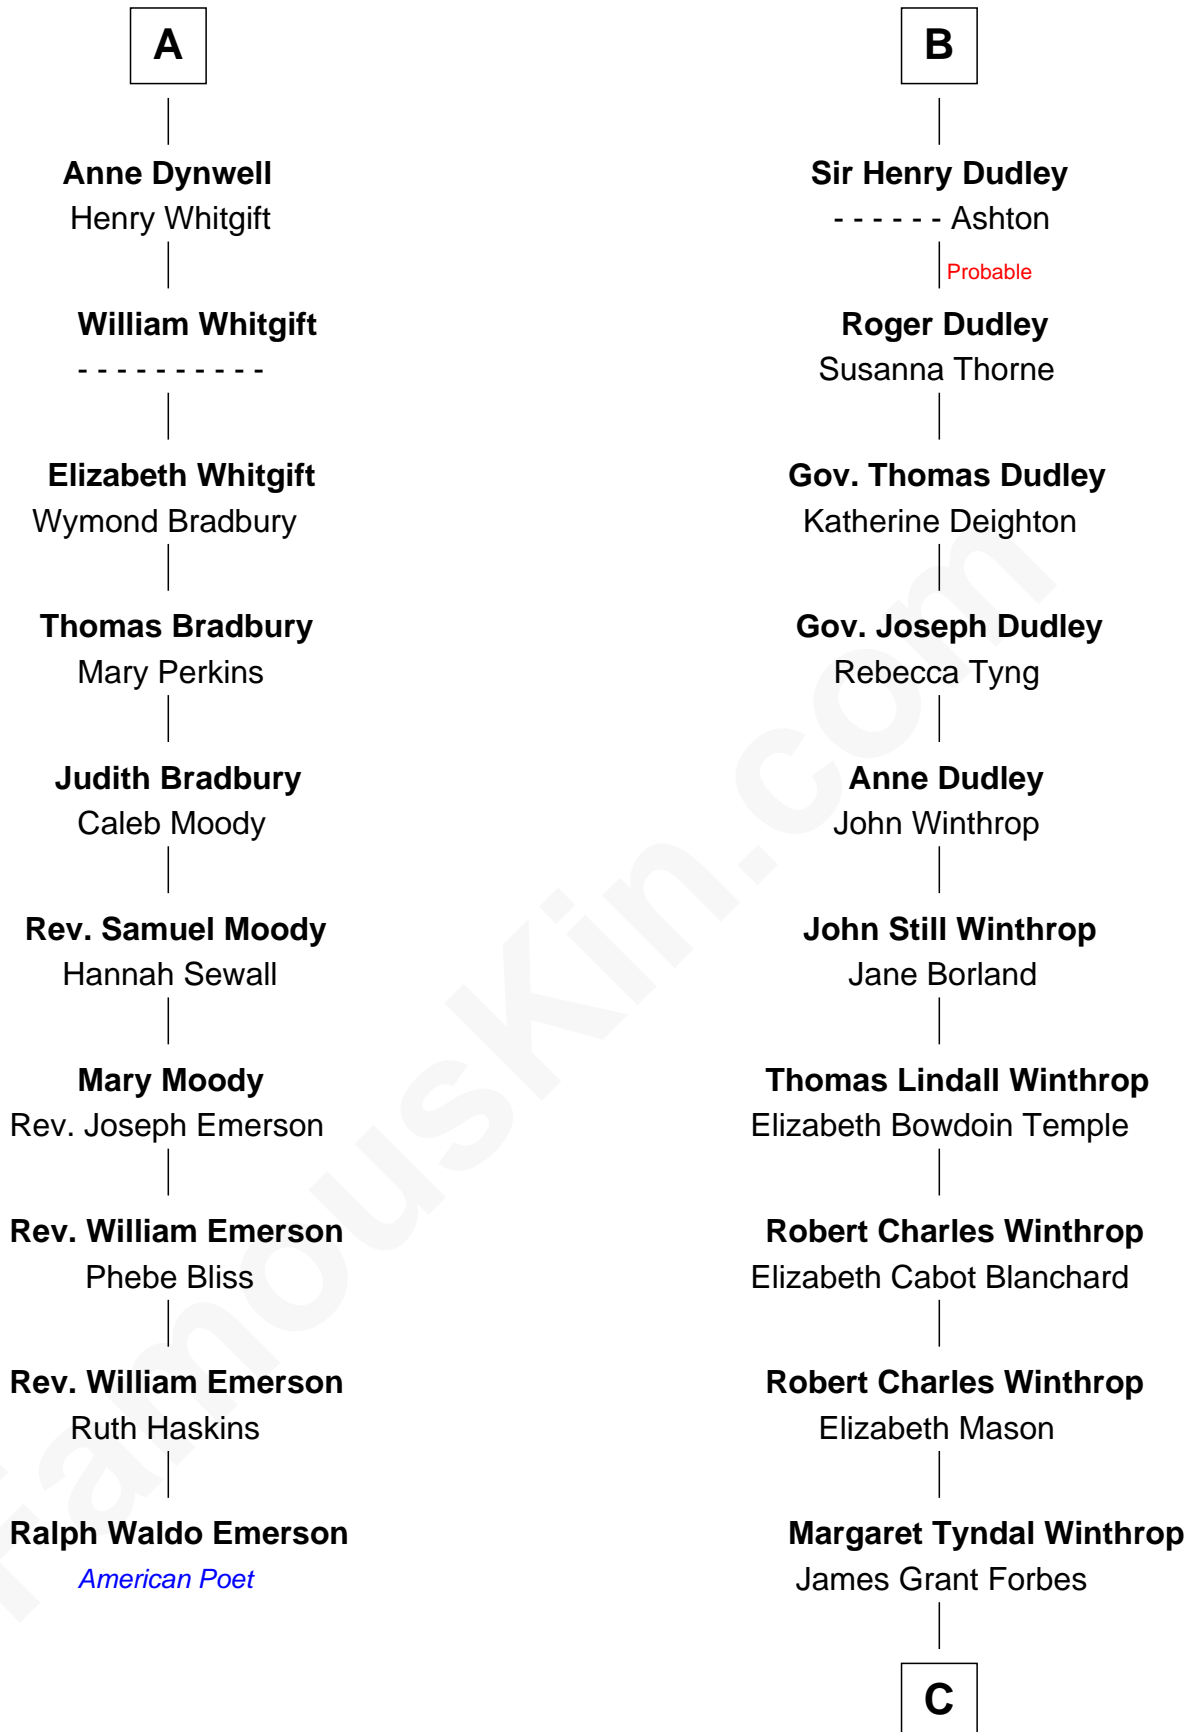 A
Anne Dynwell
Henry Whitgift
William Whitgift
- - - - - - - - - -
Elizabeth Whitgift
Wymond Bradbury
Thomas Bradbury
Mary Perkins
Judith Bradbury
Caleb Moody
Rev. Samuel Moody
Hannah Sewall
Mary Moody
Rev. Joseph Emerson
Rev. William Emerson
Phebe Bliss
Rev. William Emerson
Ruth Haskins
Ralph Waldo Emerson
American Poet
B
Sir Henry Dudley
- - - - - - Ashton
Probable
Roger Dudley
Susanna Thorne
Gov. Thomas Dudley
Katherine Deighton
Gov. Joseph Dudley
Rebecca Tyng
Anne Dudley
John Winthrop
John Still Winthrop
Jane Borland
Thomas Lindall Winthrop
Elizabeth Bowdoin Temple
Robert Charles Winthrop
Elizabeth Cabot Blanchard
Robert Charles Winthrop
Elizabeth Mason
Margaret Tyndal Winthrop
James Grant Forbes
C
FamousKin.com